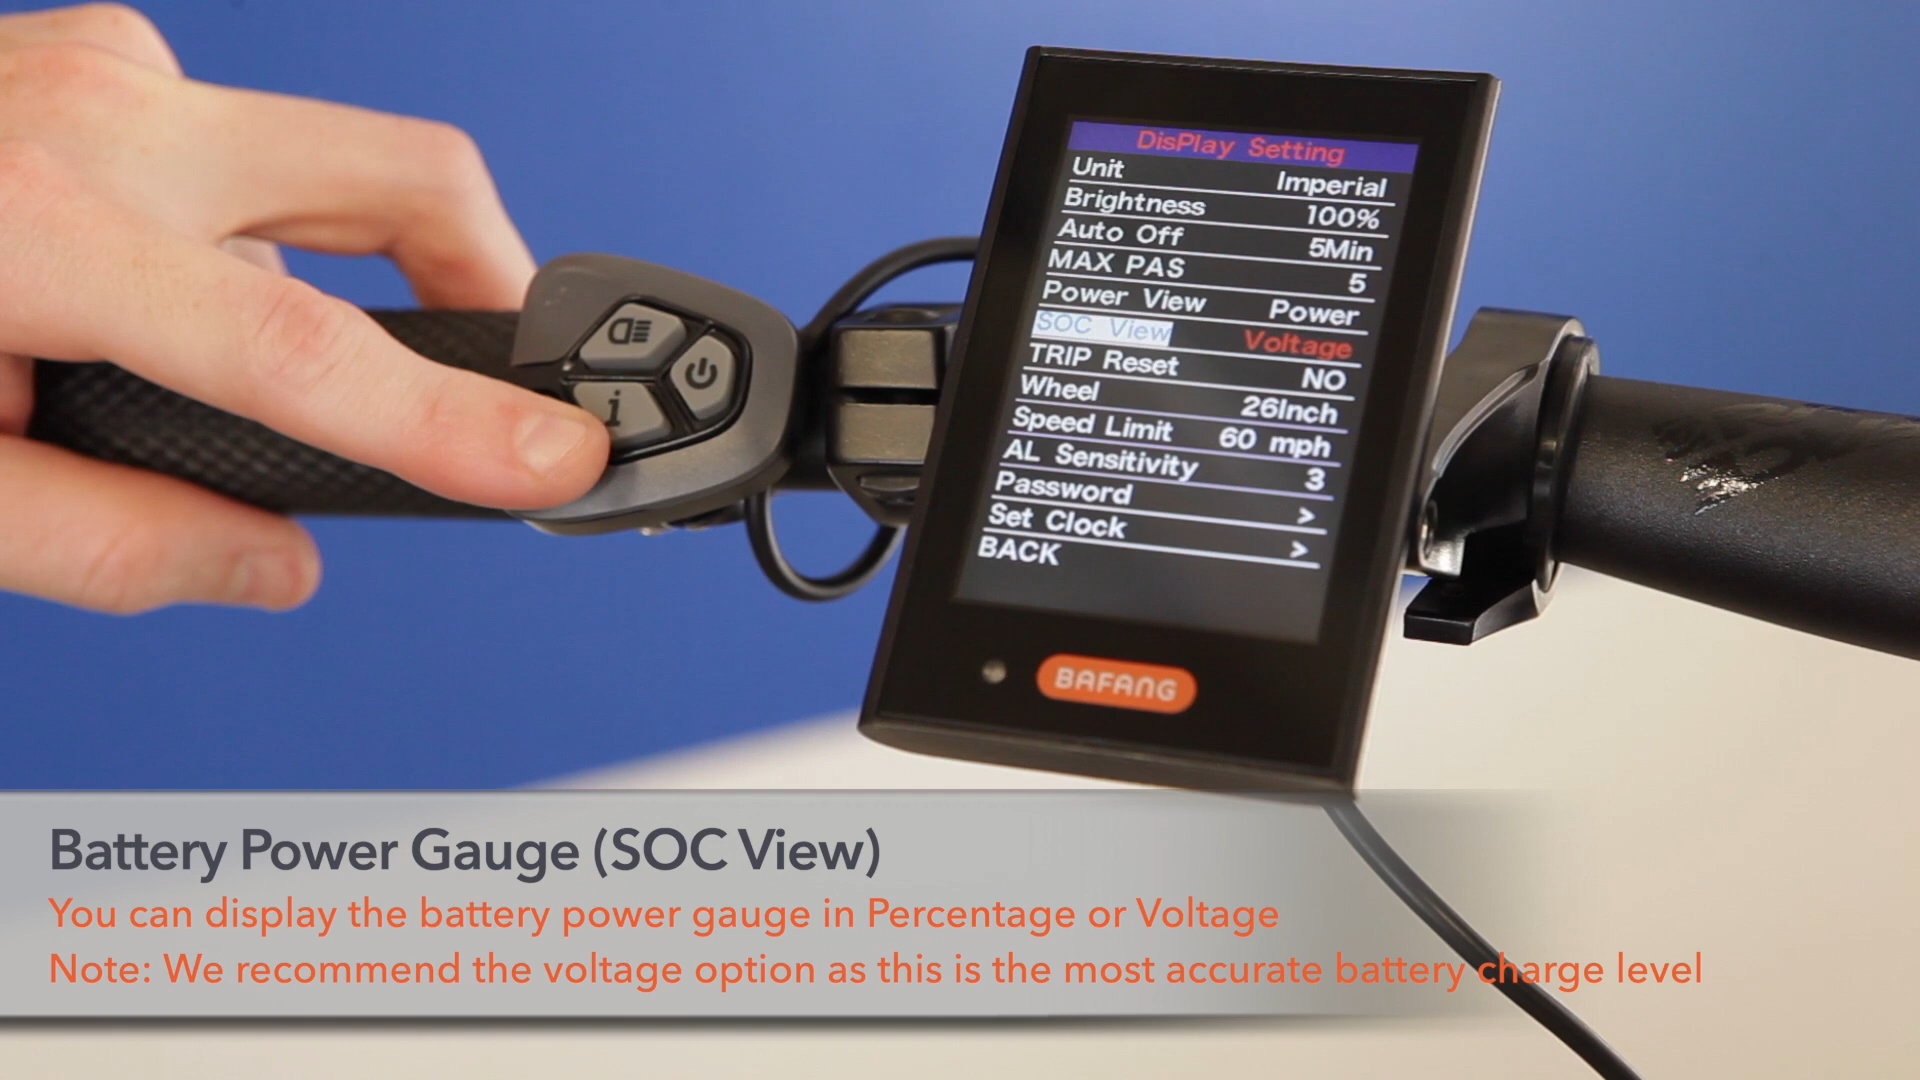 DisPlay Setting
Unit Imperial
Brightness 100%
Auto Off 5Min
MAX PAS 5
Power View Power
SOC View Voltage
TRIP Reset NO
Wheel 26Inch
Speed Limit 60 mph
AL Sensitivity 3
Password >
Set Clock >
BACK
i
BAFANG
Battery Power Gauge (SOC View)
You can display the battery power gauge in Percentage or Voltage
Note: We recommend the voltage option as this is the most accurate battery charge level